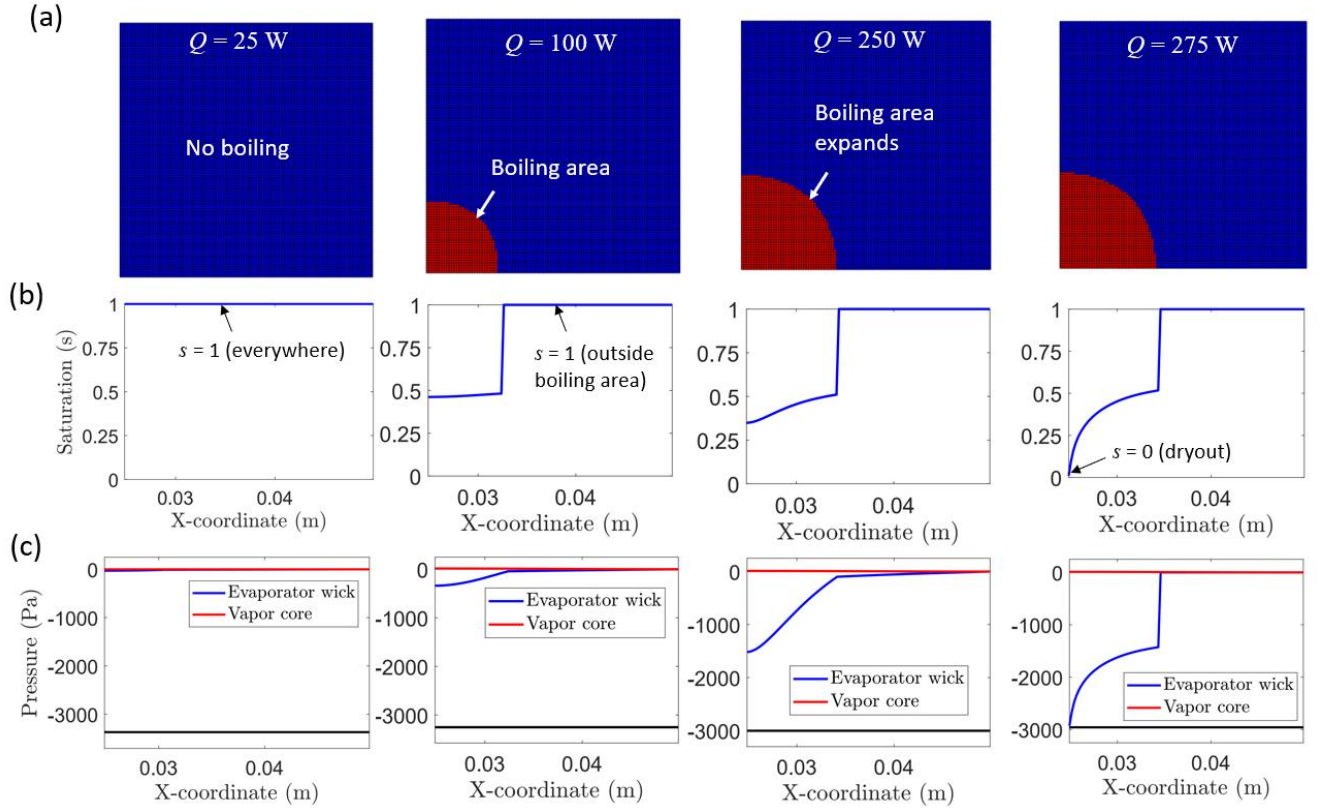 (a)
Q = 25 W
Q = 100 W
Q = 250 W
Q = 275 W
No boiling
Boiling area
Boiling area
expands
(b)
Saturation (s)
1
0.75
0.5
0.25
0
s = 1 (everywhere)
0.03 0.04
X-coordinate (m)
1
0.75
0.5
0.25
0
s = 1 (outside
boiling area)
0.03 0.04
X-coordinate (m)
1
0.75
0.5
0.25
0
0.03 0.04
X-coordinate (m)
1
0.75
0.5
0.25
0
s = 0 (dryout)
0.03 0.04
X-coordinate (m)
(c)
Pressure (Pa)
0
-1000
-2000
-3000
Evaporator wick
Vapor core
0.03 0.04
X-coordinate (m)
0
-1000
-2000
-3000
Evaporator wick
Vapor core
0.03 0.04
X-coordinate (m)
0
-1000
-2000
-3000
Evaporator wick
Vapor core
0.03 0.04
X-coordinate (m)
0
-1000
-2000
-3000
Evaporator wick
Vapor core
0.03 0.04
X-coordinate (m)